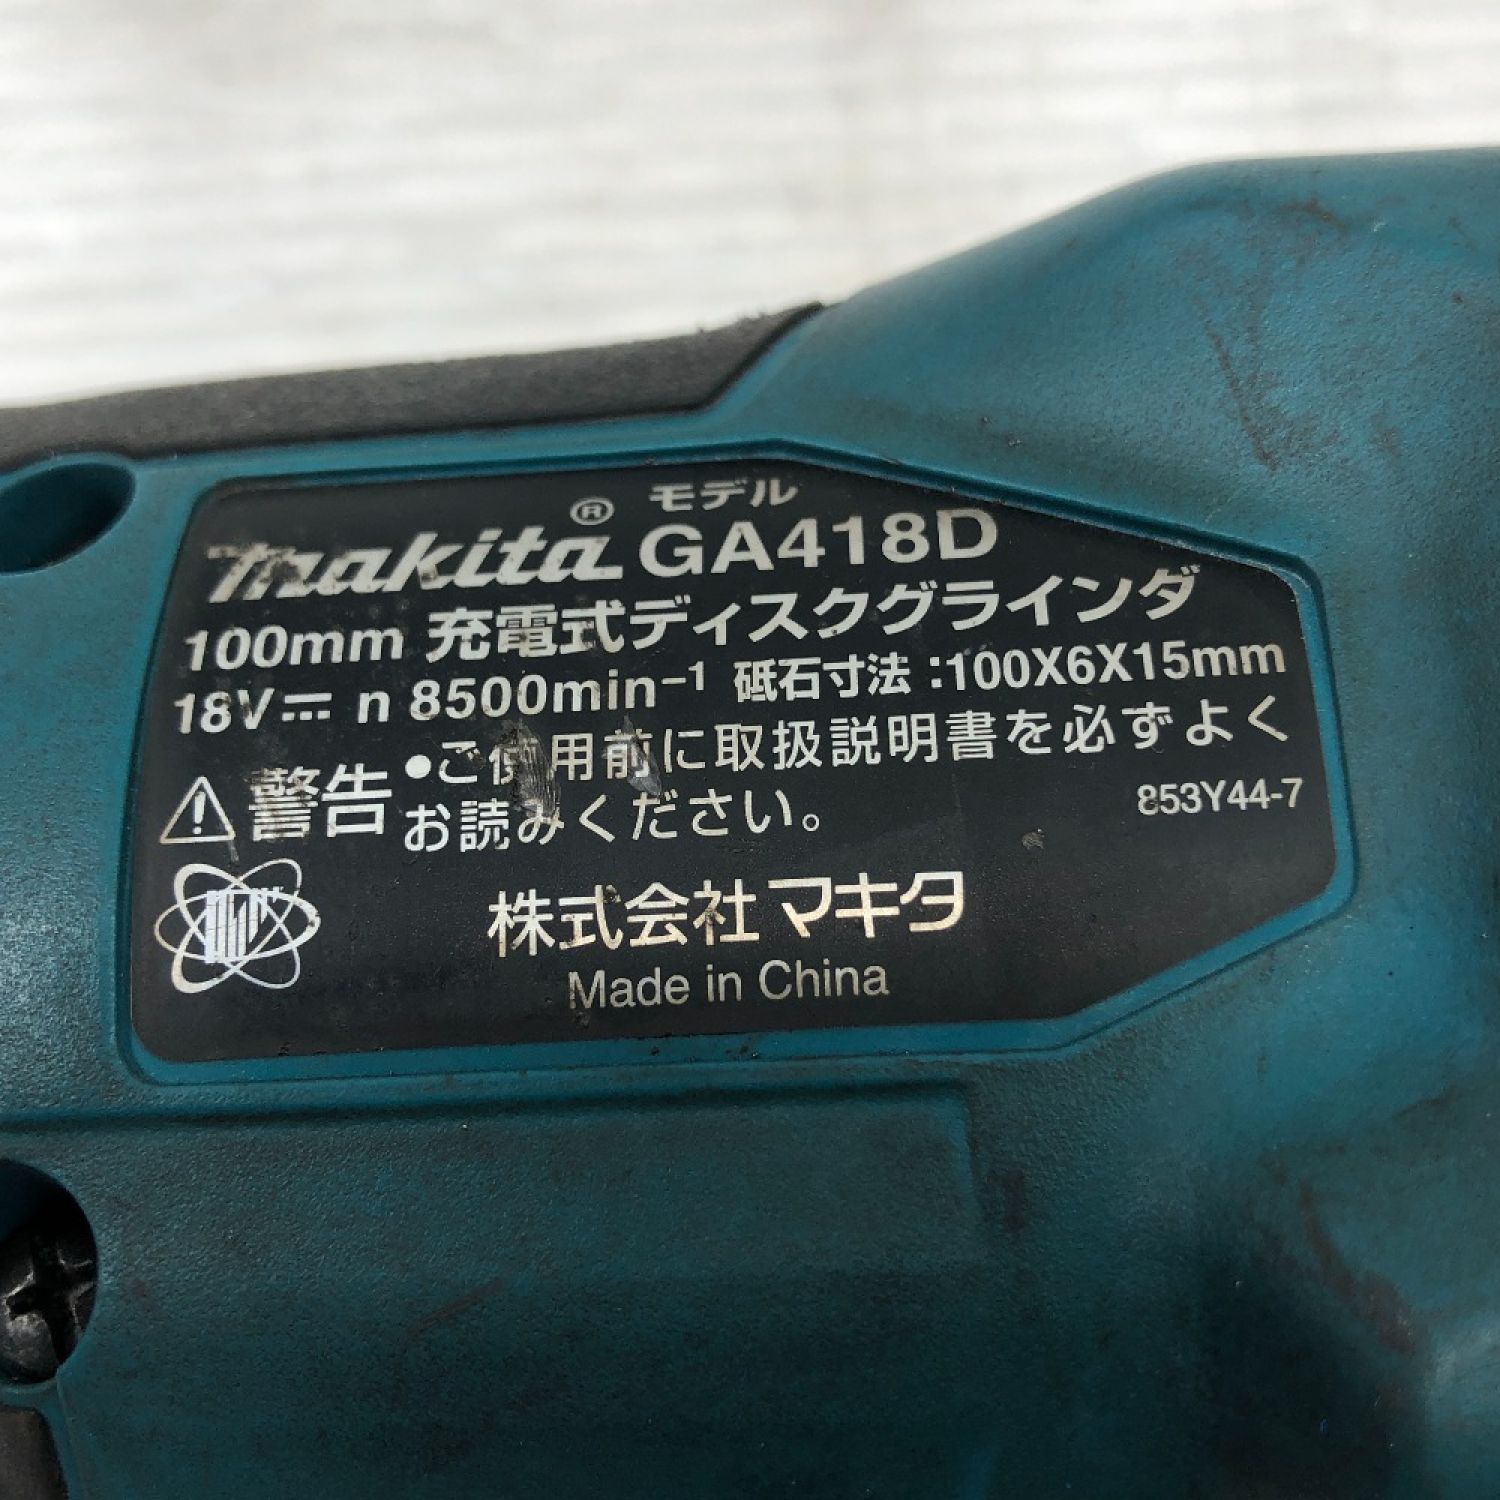 makita® モデル GA418D
100mm 充電式ディスクグラインダ
18V⎓ n 8500min⁻¹ 砥石寸法:100X6X15mm
⚠警告 ●ご使用前に取扱説明書を必ずよく
お読みください。
853Y44-7
株式会社マキタ
Made in China